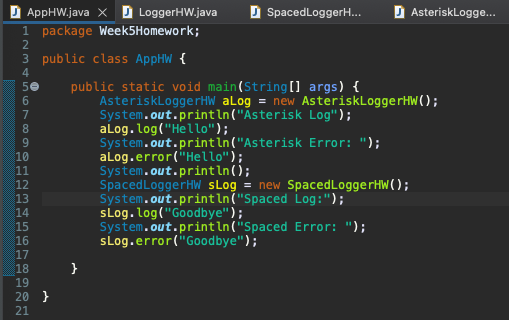 AppHW.java LoggerHW.java SpacedLoggerH... AsteriskLogge...
1 package Week5Homework;
2
3 public class AppHW {
4
5 public static void main(String[] args) {
6 AsteriskLoggerHW aLog = new AsteriskLoggerHW();
7 System.out.println("Asterisk Log");
8 aLog.log("Hello");
9 System.out.println("Asterisk Error: ");
10 aLog.error("Hello");
11 System.out.println();
12 SpacedLoggerHW sLog = new SpacedLoggerHW();
13 System.out.println("Spaced Log:");
14 sLog.log("Goodbye");
15 System.out.println("Spaced Error: ");
16 sLog.error("Goodbye");
17
18 }
19
20 }
21